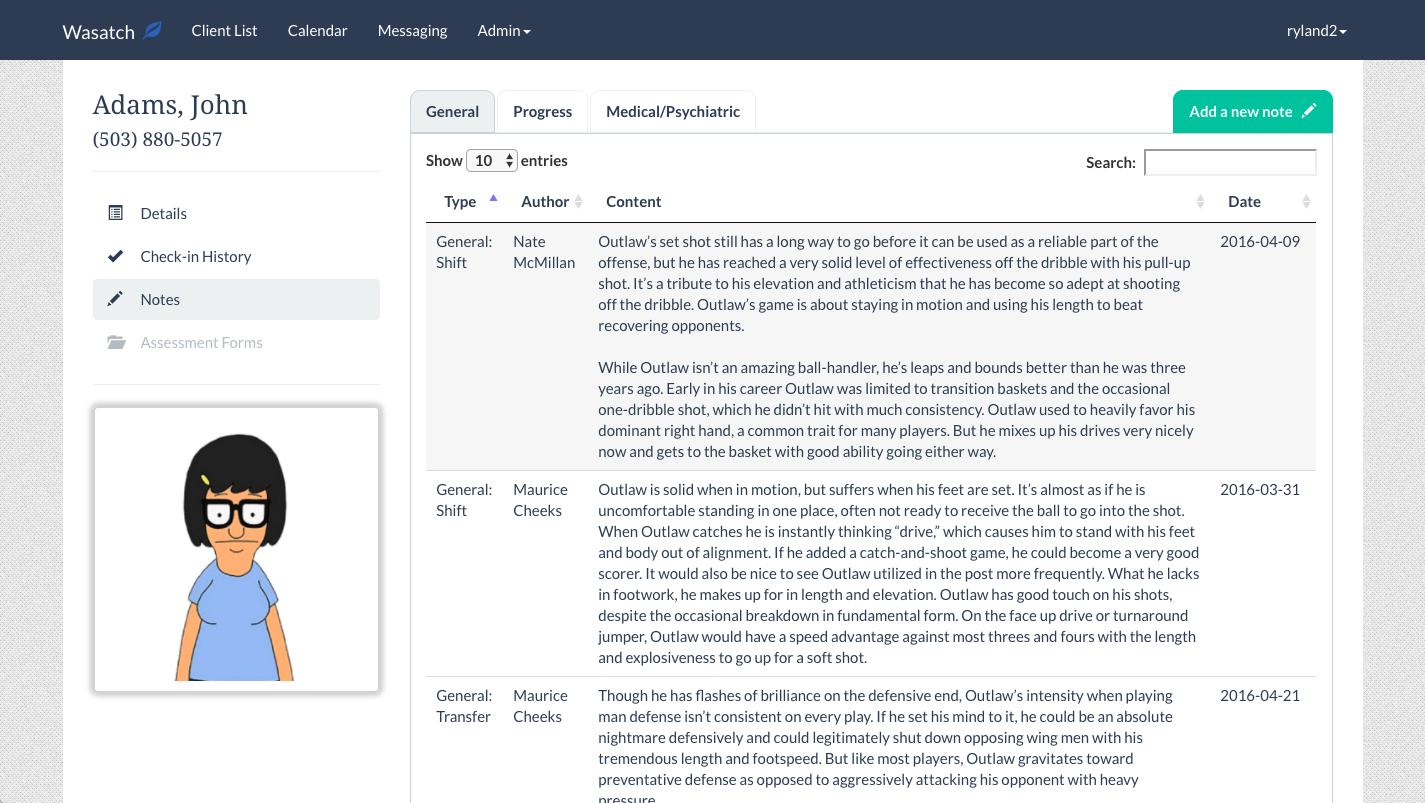 Wasatch Client List Calendar Messaging Admin ryland2
Adams, John
(503) 880-5057
Details
Check-in History
Notes
Assessment Forms
General Progress Medical/Psychiatric Add a new note
Show 10 entries Search:
Type Author Content Date
General: Shift
Nate McMillan
Outlaw’s set shot still has a long way to go before it can be used as a reliable part of the
offense, but he has reached a very solid level of effectiveness off the dribble with his pull-up
shot. It’s a tribute to his elevation and athleticism that he has become so adept at shooting
off the dribble. Outlaw’s game is about staying in motion and using his length to beat
recovering opponents.
While Outlaw isn’t an amazing ball-handler, he’s leaps and bounds better than he was three
years ago. Early in his career Outlaw was limited to transition baskets and the occasional
one-dribble shot, which he didn’t hit with much consistency. Outlaw used to heavily favor his
dominant right hand, a common trait for many players. But he mixes up his drives very nicely
now and gets to the basket with good ability going either way.
2016-04-09
General: Shift
Maurice Cheeks
Outlaw is solid when in motion, but suffers when his feet are set. It’s almost as if he is
uncomfortable standing in one place, often not ready to receive the ball to go into the shot.
When Outlaw catches he is instantly thinking “drive,” which causes him to stand with his feet
and body out of alignment. If he added a catch-and-shoot game, he could become a very good
scorer. It would also be nice to see Outlaw utilized in the post more frequently. What he lacks
in footwork, he makes up for in length and elevation. Outlaw has good touch on his shots,
despite the occasional breakdown in fundamental form. On the face up drive or turnaround
jumper, Outlaw would have a speed advantage against most threes and fours with the length
and explosiveness to go up for a soft shot.
2016-03-31
General: Transfer
Maurice Cheeks
Though he has flashes of brilliance on the defensive end, Outlaw’s intensity when playing
man defense isn’t consistent on every play. If he set his mind to it, he could be an absolute
nightmare defensively and could legitimately shut down opposing wing men with his
tremendous length and footspeed. But like most players, Outlaw gravitates toward
preventative defense as opposed to aggressively attacking his opponent with heavy
pressure.
2016-04-21